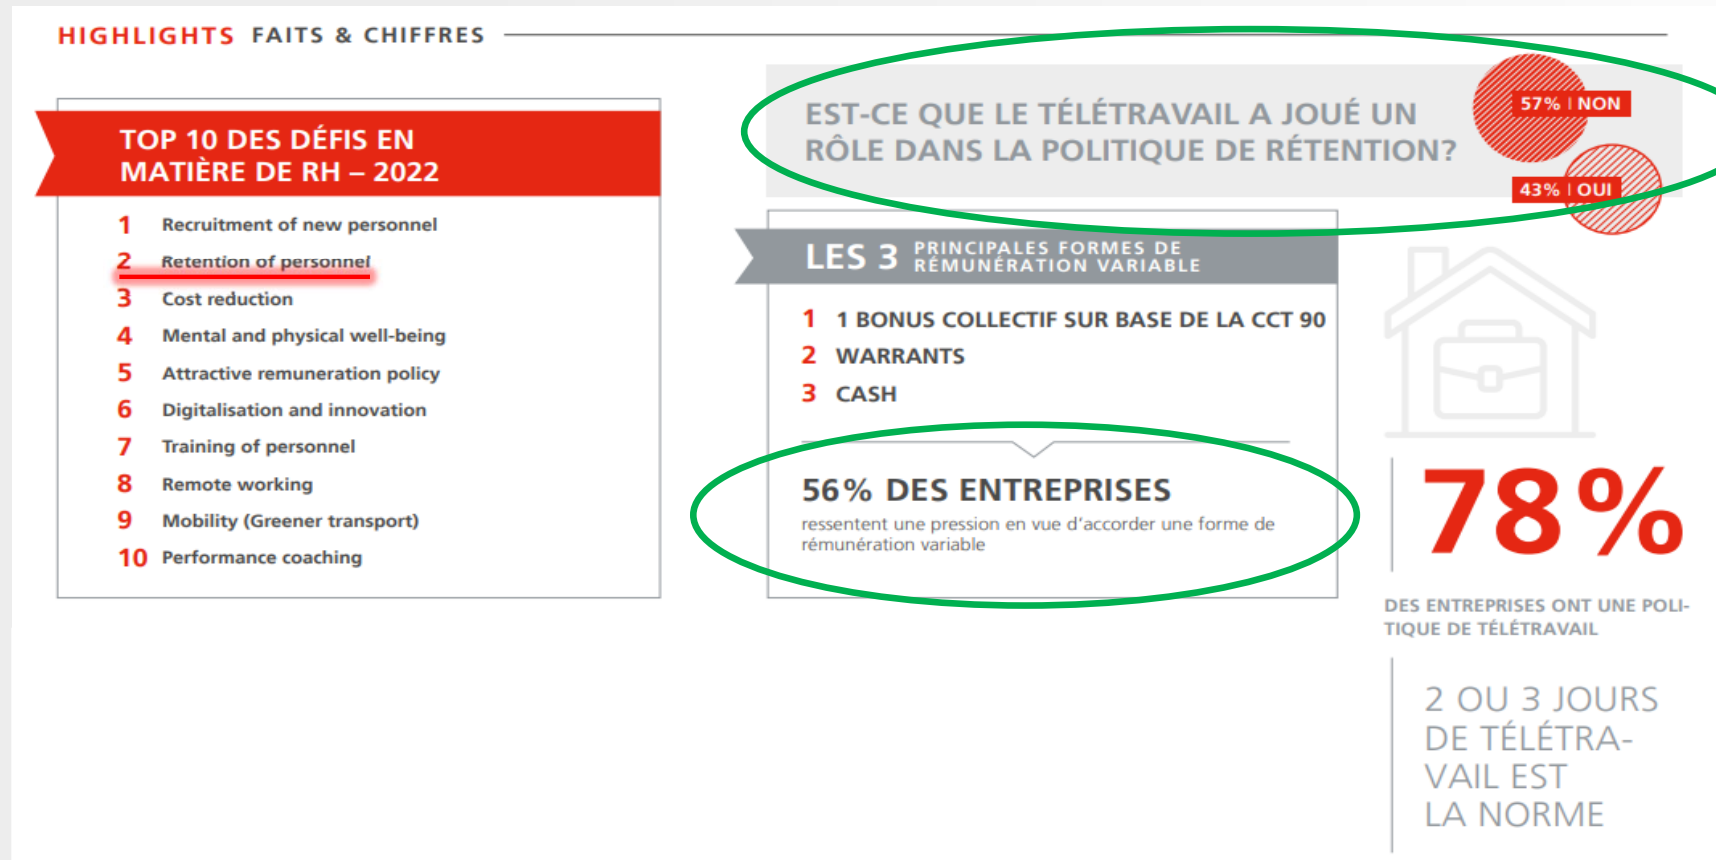 HIGHLIGHTS FAITS & CHIFFRES
TOP 10 DES DÉFIS EN
MATIÈRE DE RH – 2022
1 Recruitment of new personnel
2 Retention of personnel
3 Cost reduction
4 Mental and physical well-being
5 Attractive remuneration policy
6 Digitalisation and innovation
7 Training of personnel
8 Remote working
9 Mobility (Greener transport)
10 Performance coaching
EST-CE QUE LE TÉLÉTRAVAIL A JOUÉ UN
RÔLE DANS LA POLITIQUE DE RÉTENTION?
57% | NON
43% | OUI
LES 3 PRINCIPALES FORMES DE
RÉMUNÉRATION VARIABLE
1 1 BONUS COLLECTIF SUR BASE DE LA CCT 90
2 WARRANTS
3 CASH
56% DES ENTREPRISES
ressentent une pression en vue d'accorder une forme de
rémunération variable
78%
DES ENTREPRISES ONT UNE POLI-
TIQUE DE TÉLÉTRAVAIL
2 OU 3 JOURS
DE TÉLÉTRA-
VAIL EST
LA NORME